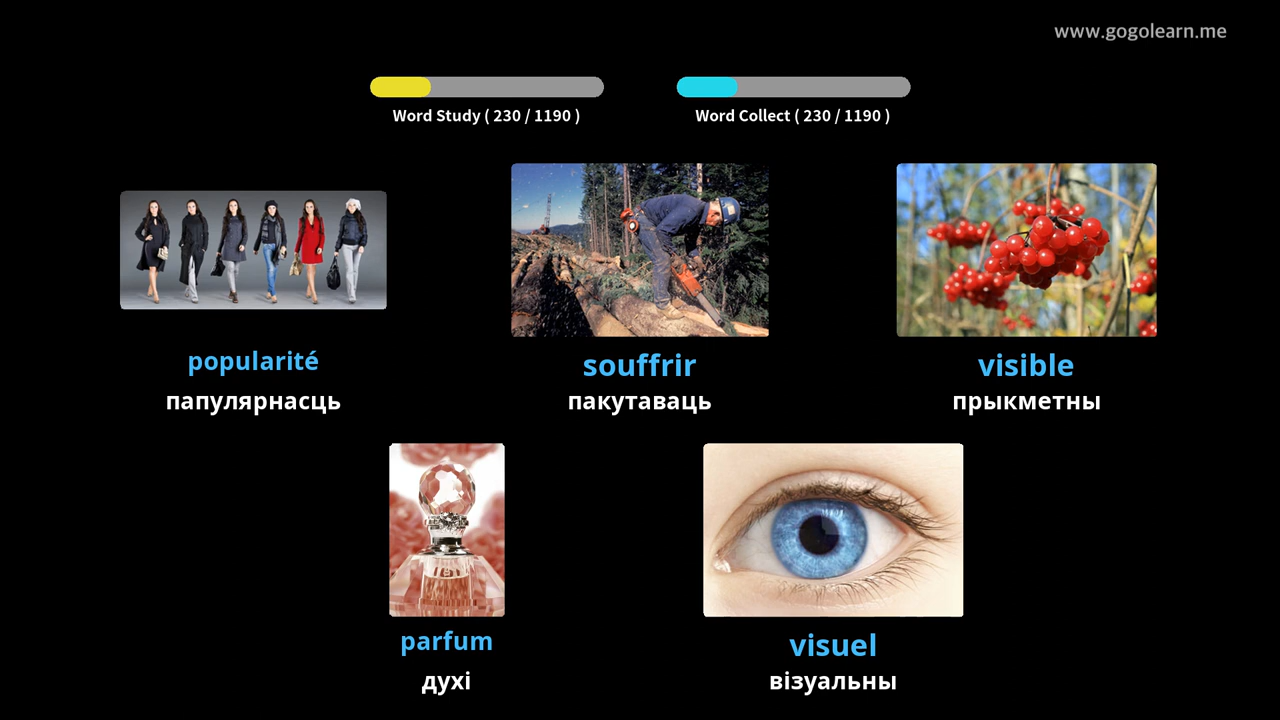 www.gogolearn.me
Word Study ( 230 / 1190 )
Word Collect ( 230 / 1190 )
popularité
папулярнасць
souffrir
пакутаваць
visible
прыкметны
parfum
духі
visuel
візуальны